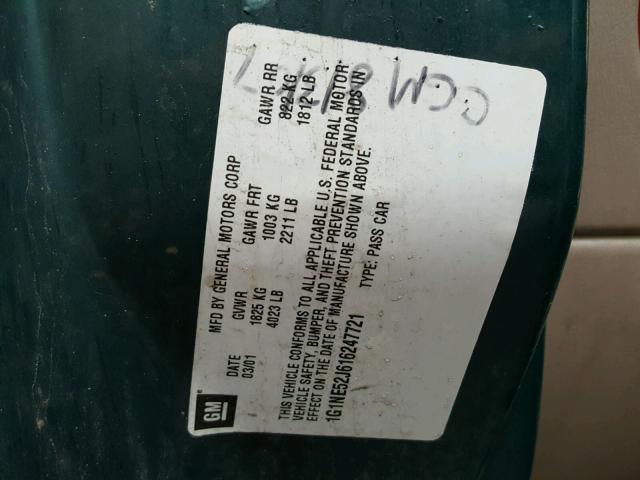 GM
MFD BY GENERAL MOTORS CORP
DATE GVWR GAWR FRT GAWR RR
03/01 1825 KG 1003 KG 822 KG
4023 LB 2211 LB 1812 LB
THIS VEHICLE CONFORMS TO ALL APPLICABLE U.S. FEDERAL MOTOR
VEHICLE SAFETY, BUMPER, AND THEFT PREVENTION STANDARDS IN
EFFECT ON THE DATE OF MANUFACTURE SHOWN ABOVE.
1G1NE52J616247721 TYPE: PASS CAR